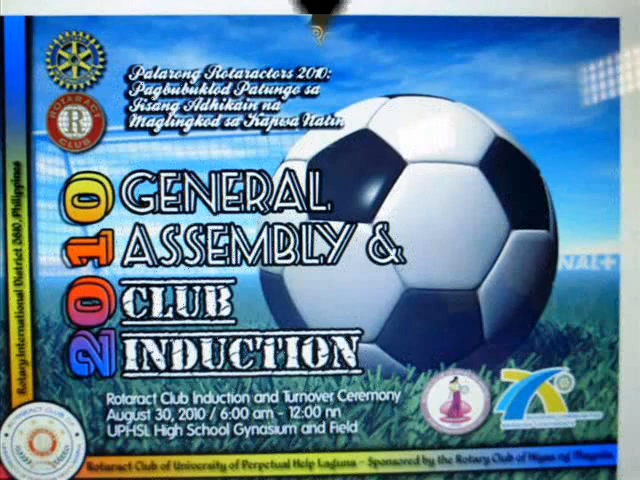 ROTARACT
CLUB
R
Palarong Rotaractors 2010:
Pagbubuklod Patungo sa
Iisang Adhikain na
Maglingkod sa Kapwa Natin
2010
GENERAL
ASSEMBLY &
CLUB
INDUCTION
NAL+
Rotaract Club Induction and Turnover Ceremony
August 30, 2010 / 6:00 am - 12:00 nn
UPHSL High School Gynasium and Field
Rotary International District 3810, Philippines
Rotaract Club of University of Perpetual Help Laguna - Sponsored by the Rotary Club of